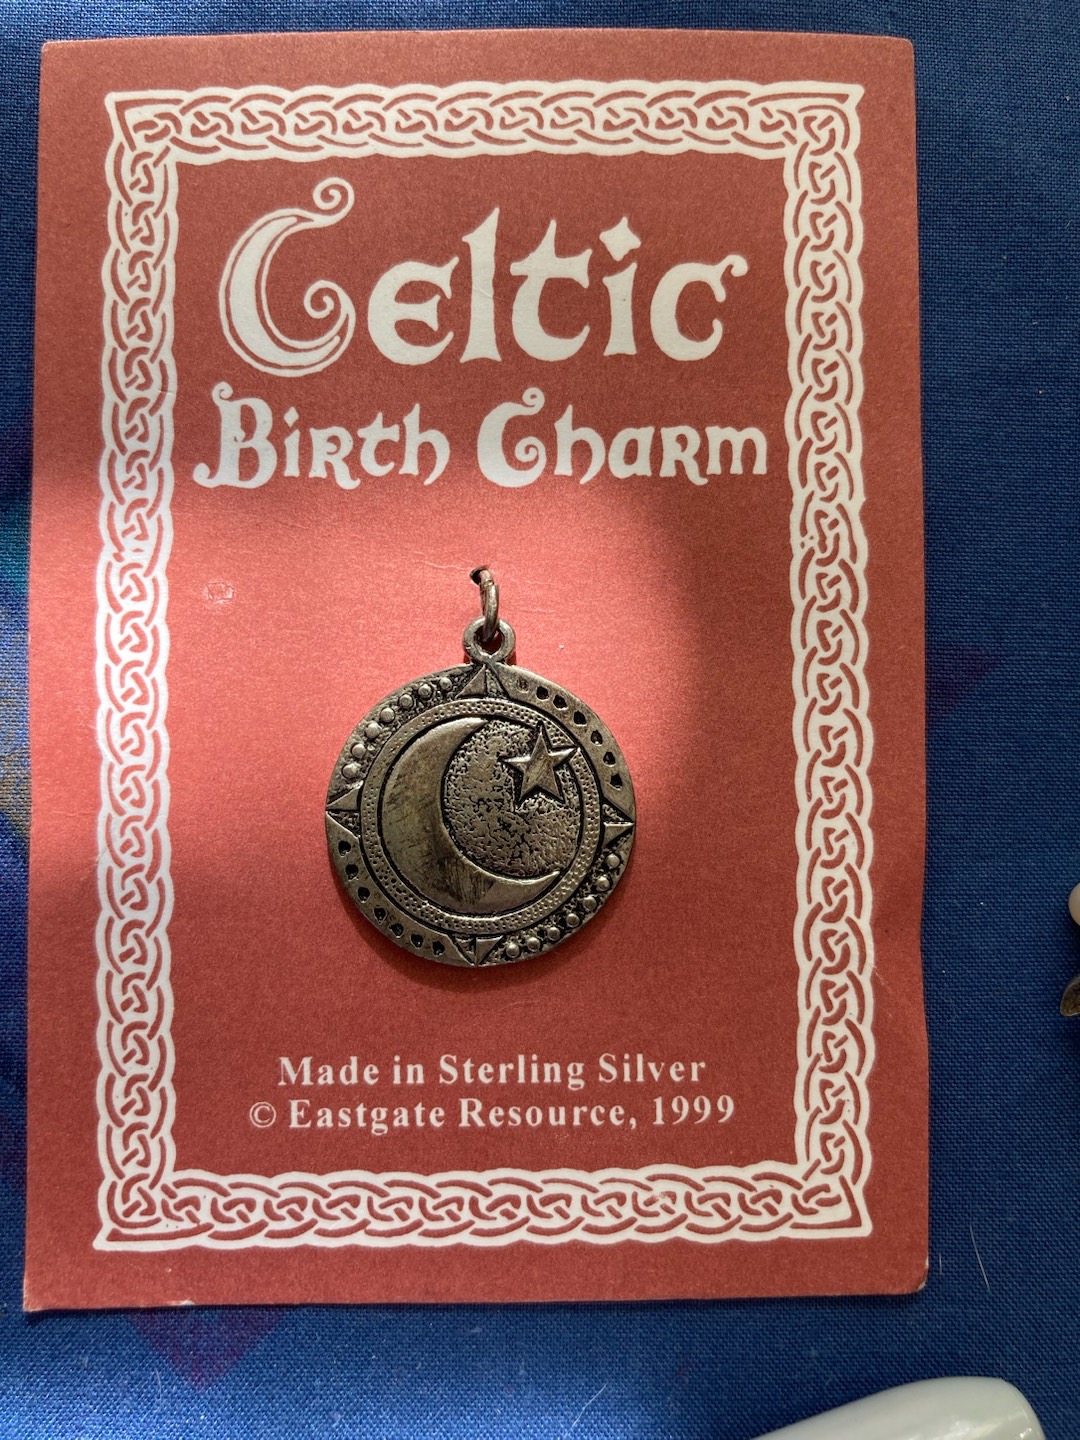 Celtic
Birth Charm
Made in Sterling Silver
© Eastgate Resource, 1999